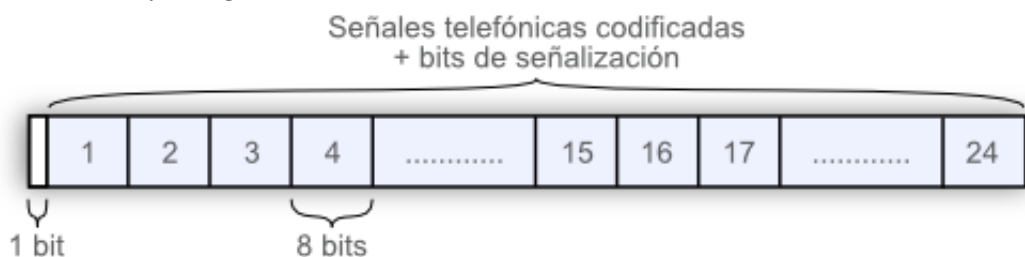 Señales telefónicas codificadas
+ bits de señalización
1 2 3 4 ............ 15 16 17 ............ 24
1 bit 8 bits